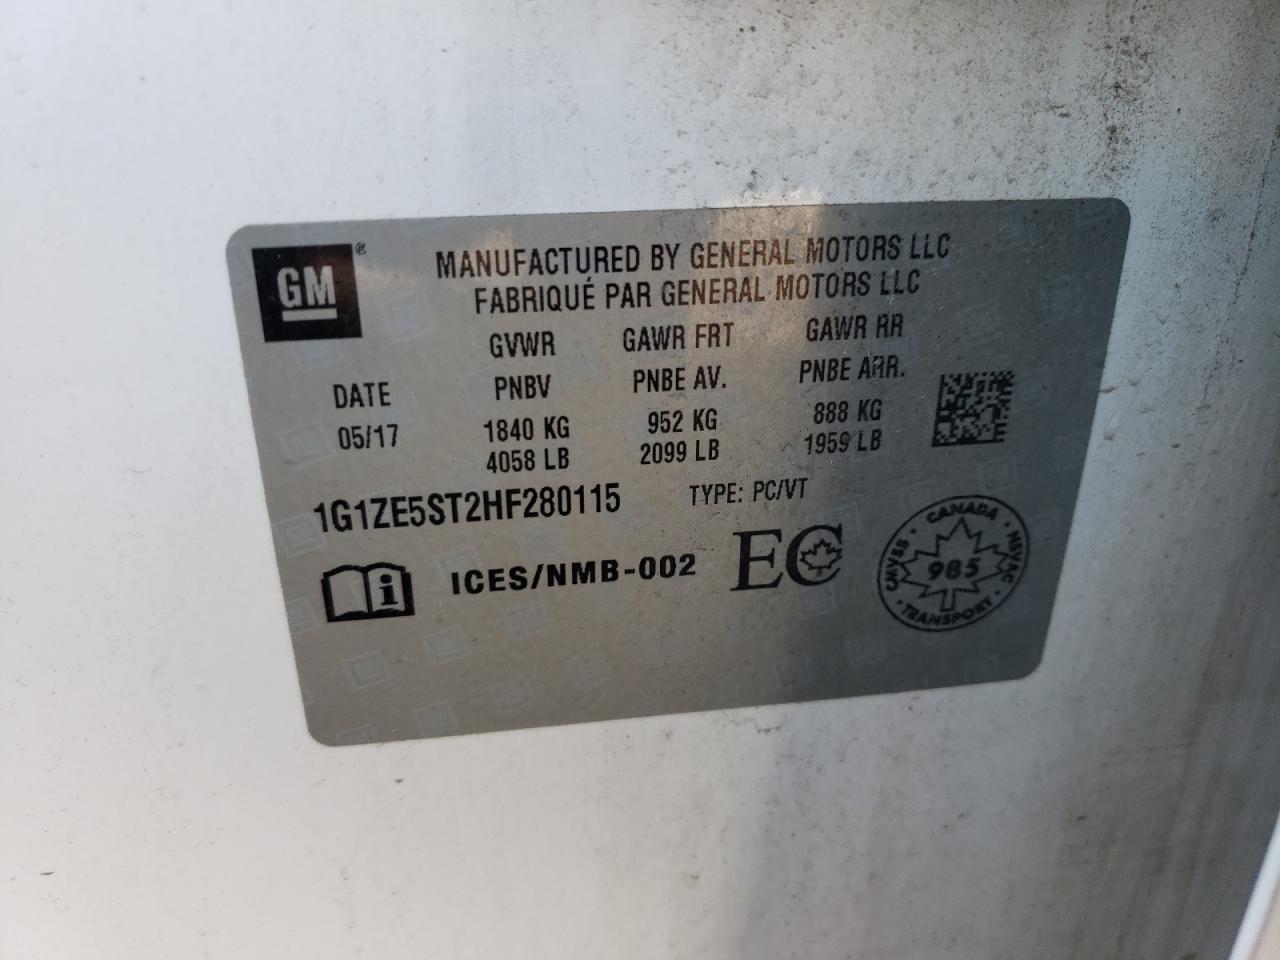 GM ®
MANUFACTURED BY GENERAL MOTORS LLC
FABRIQUÉ PAR GENERAL MOTORS LLC
GVWR GAWR FRT GAWR RR
DATE PNBV PNBE AV. PNBE ARR.
05/17 1840 KG 952 KG 888 KG
4058 LB 2099 LB 1959 LB
1G1ZE5ST2HF280115 TYPE: PC/VT
ICES/NMB-002 EC
CANADA
CMVSS 985 NSVAC
TRANSPORT